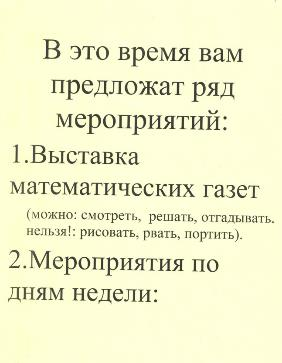 В это время вам
предложат ряд
мероприятий:
1.Выставка
математических газет
(можно: смотреть, решать, отгадывать.
нельзя!: рисовать, рвать, портить).
2.Мероприятия по
дням недели: